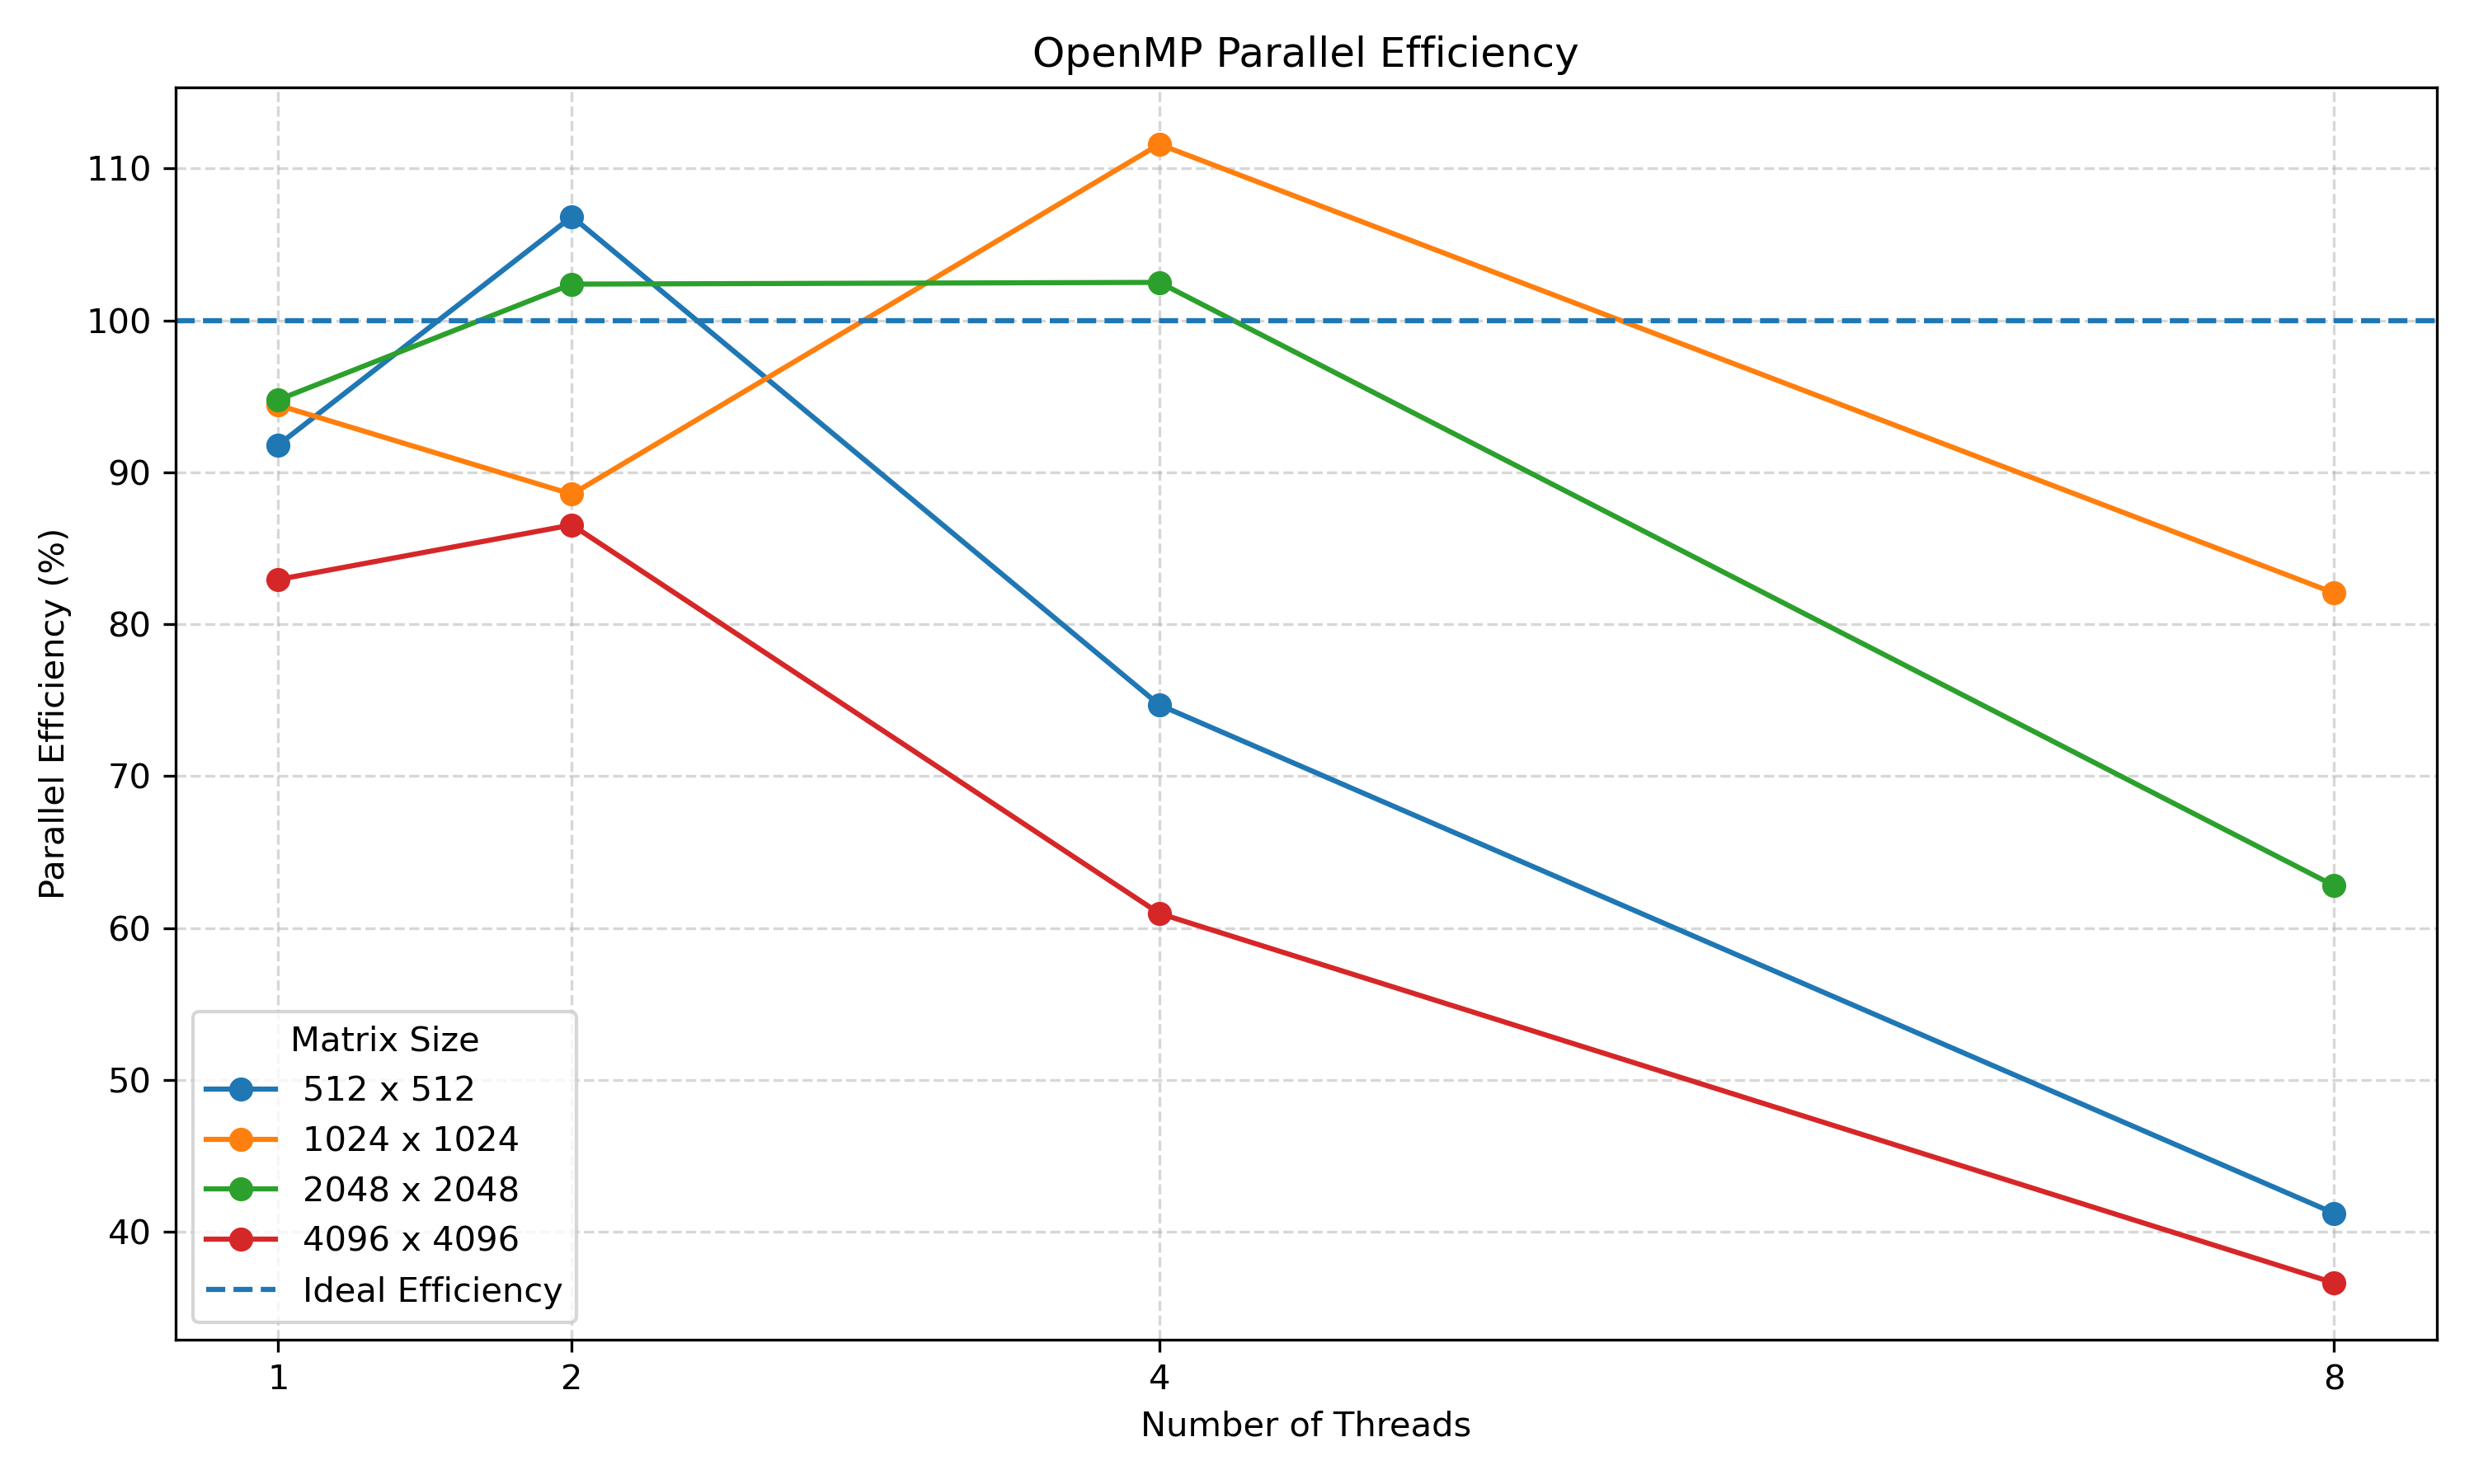 OpenMP Parallel Efficiency
Parallel Efficiency (%)
110
100
90
80
70
60
50
40
Matrix Size
512 x 512
1024 x 1024
2048 x 2048
4096 x 4096
Ideal Efficiency
1 2 4 8
Number of Threads